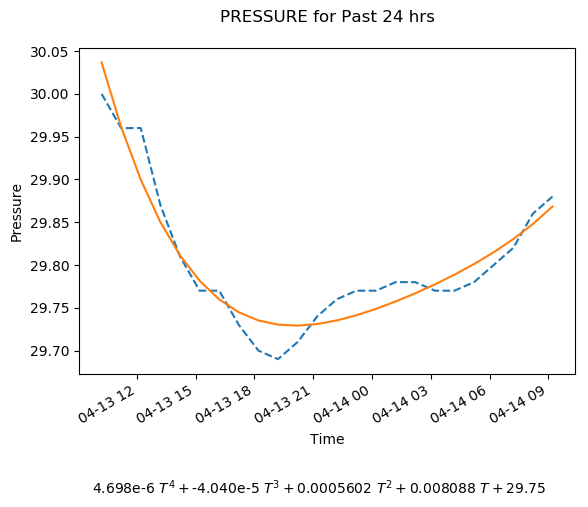 PRESSURE for Past 24 hrs
30.05
30.00
29.95
29.90
29.85
29.80
29.75
29.70
Pressure
04-13 12 04-13 15 04-13 18 04-13 21 04-14 00 04-14 03 04-14 06 04-14 09
Time
4.698e-6 T⁴ + -4.040e-5 T³ + 0.0005602 T² + 0.008088 T + 29.75